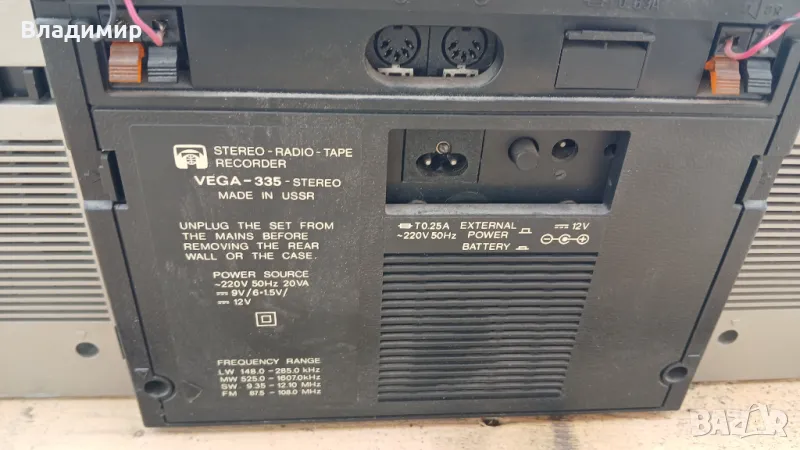 Владимир
STEREO-RADIO-TAPE
RECORDER
VEGA-335-STEREO
MADE IN USSR
UNPLUG THE SET FROM
THE MAINS BEFORE
REMOVING THE REAR
WALL OR THE CASE.
POWER SOURCE
~220V 50Hz 20VA
9V/6·1.5V/
12V
FREQUENCY RANGE
LW 148.0-285.0 kHz
MW 525.0-1607.0kHz
SW. 9.35-12.10 MHz
FM 87.5-108.0 MHz
T0.25A
~220V 50Hz
EXTERNAL
POWER
BATTERY
12V
BAZAR